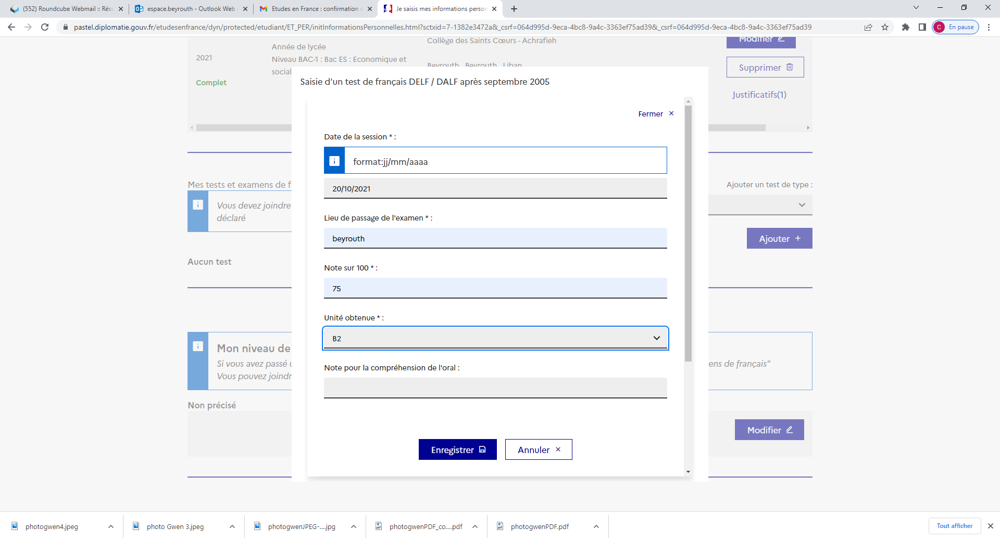 (552) Roundcube Webmail :: Résu
espace.beyrouth - Outlook Web A
Etudes en France : confirmation d
Je saisis mes informations person
pastel.diplomatie.gouv.fr/etudesenfrance/dyn/protected/etudiant/ET_PER/initInformationsPersonnelles.html?sctxid=7-1382e3472a&_csrf=064d995d-9eca-4bc8-9a4c-3363ef75ad39&_csrf=064d995d-9eca-4bc8-9a4c-3363ef75ad39
C En pause
2021
Complet
Année de lycée
Niveau BAC-1 : Bac ES : Economique et
social
Collège des Saints Cœurs - Achrafieh
Beyrouth Beyrouth Liban
Modifier
Supprimer
Justificatifs(1)
Saisie d'un test de français DELF / DALF après septembre 2005
Fermer
Date de la session * :
format:jj/mm/aaaa
20/10/2021
Lieu de passage de l'examen * :
beyrouth
Note sur 100 * :
75
Unité obtenue * :
B2
Note pour la compréhension de l'oral :
Enregistrer
Annuler
Mes tests et examens de f
Vous devez joindre
déclaré
Aucun test
Ajouter un test de type :
Ajouter +
Mon niveau de
Si vous avez passé u
Vous pouvez joindr
ens de français"
Non précisé
Modifier
photogwen4.jpeg
photo Gwen 3.jpeg
photogwenJPEG-....jpg
photogwenPDF_co....pdf
photogwenPDF.pdf
Tout afficher